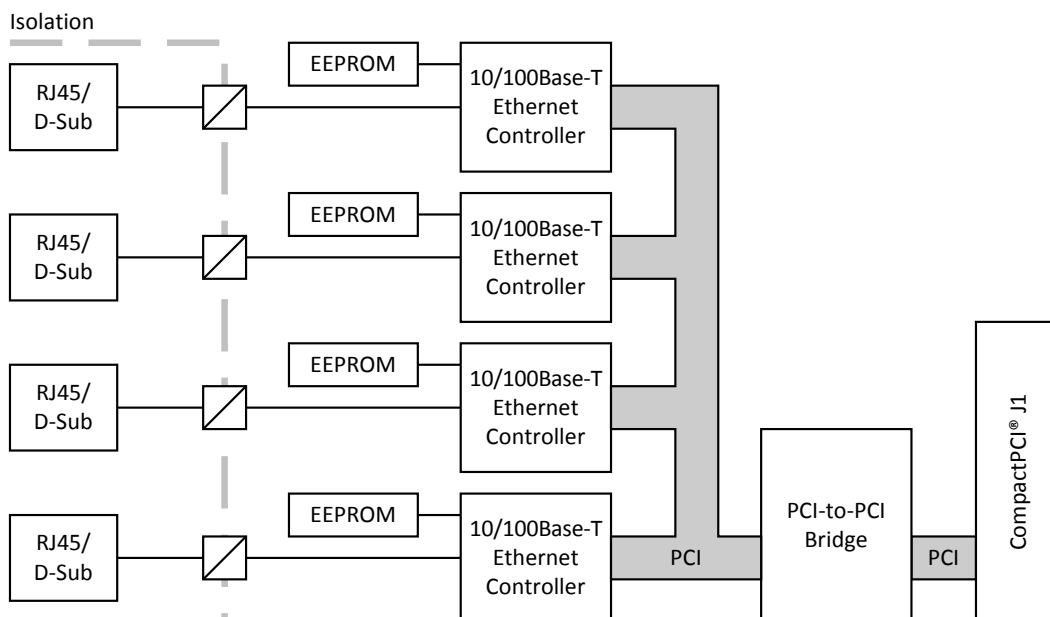 Isolation
RJ45/
D-Sub
EEPROM
10/100Base-T
Ethernet
Controller
RJ45/
D-Sub
EEPROM
10/100Base-T
Ethernet
Controller
RJ45/
D-Sub
EEPROM
10/100Base-T
Ethernet
Controller
RJ45/
D-Sub
EEPROM
10/100Base-T
Ethernet
Controller
PCI
PCI-to-PCI
Bridge
PCI
CompactPCI® J1